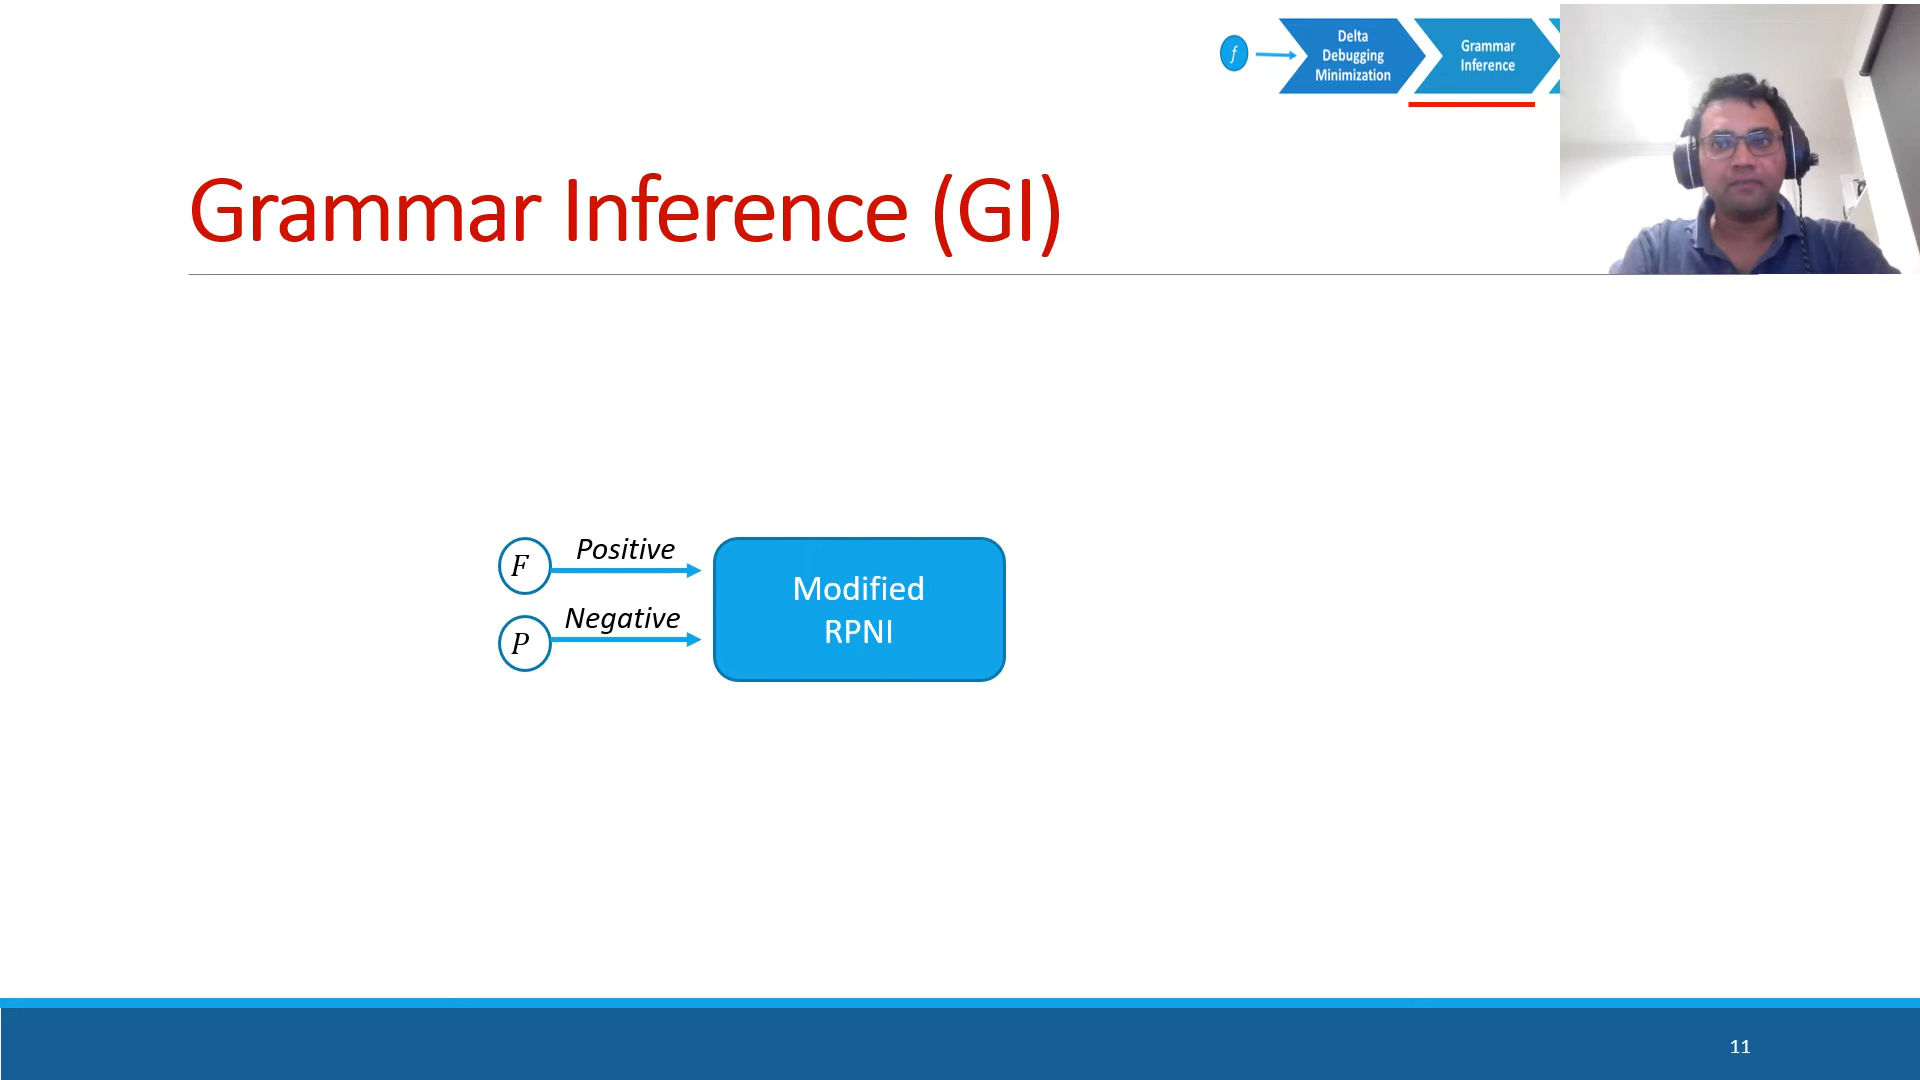 f
Delta
Debugging
Minimization
Grammar
Inference
Grammar Inference (GI)
F
Positive
P
Negative
Modified
RPNI
11